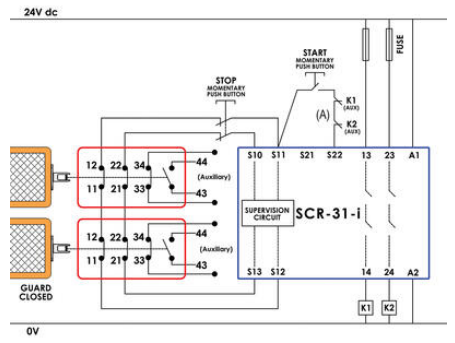 24V dc
START
MOMENTARY
PUSH BUTTON
FUSE
STOP
MOMENTARY
PUSH BUTTON
K1
(AUX)
(A)
K2
(AUX)
12 22 34 44
(Auxiliary)
11 21 33 43
S10 S11 S21 S22 13 23 A1
SUPERVISION
CIRCUIT
SCR-31-i
12 22 34 44
(Auxiliary)
11 21 33 43
S13 S12 14 24 A2
GUARD
CLOSED
K1 K2
0V